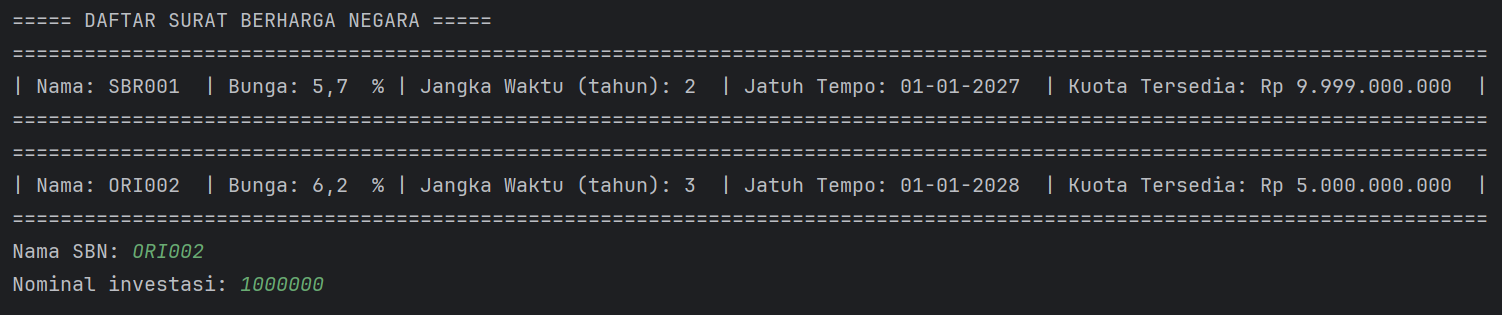 ===== DAFTAR SURAT BERHARGA NEGARA =====
===========================================================================================================================
| Nama: SBR001  | Bunga: 5,7  % | Jangka Waktu (tahun): 2  | Jatuh Tempo: 01-01-2027  | Kuota Tersedia: Rp 9.999.000.000  |
===========================================================================================================================
===========================================================================================================================
| Nama: ORI002  | Bunga: 6,2  % | Jangka Waktu (tahun): 3  | Jatuh Tempo: 01-01-2028  | Kuota Tersedia: Rp 5.000.000.000  |
===========================================================================================================================
Nama SBN: ORI002
Nominal investasi: 1000000